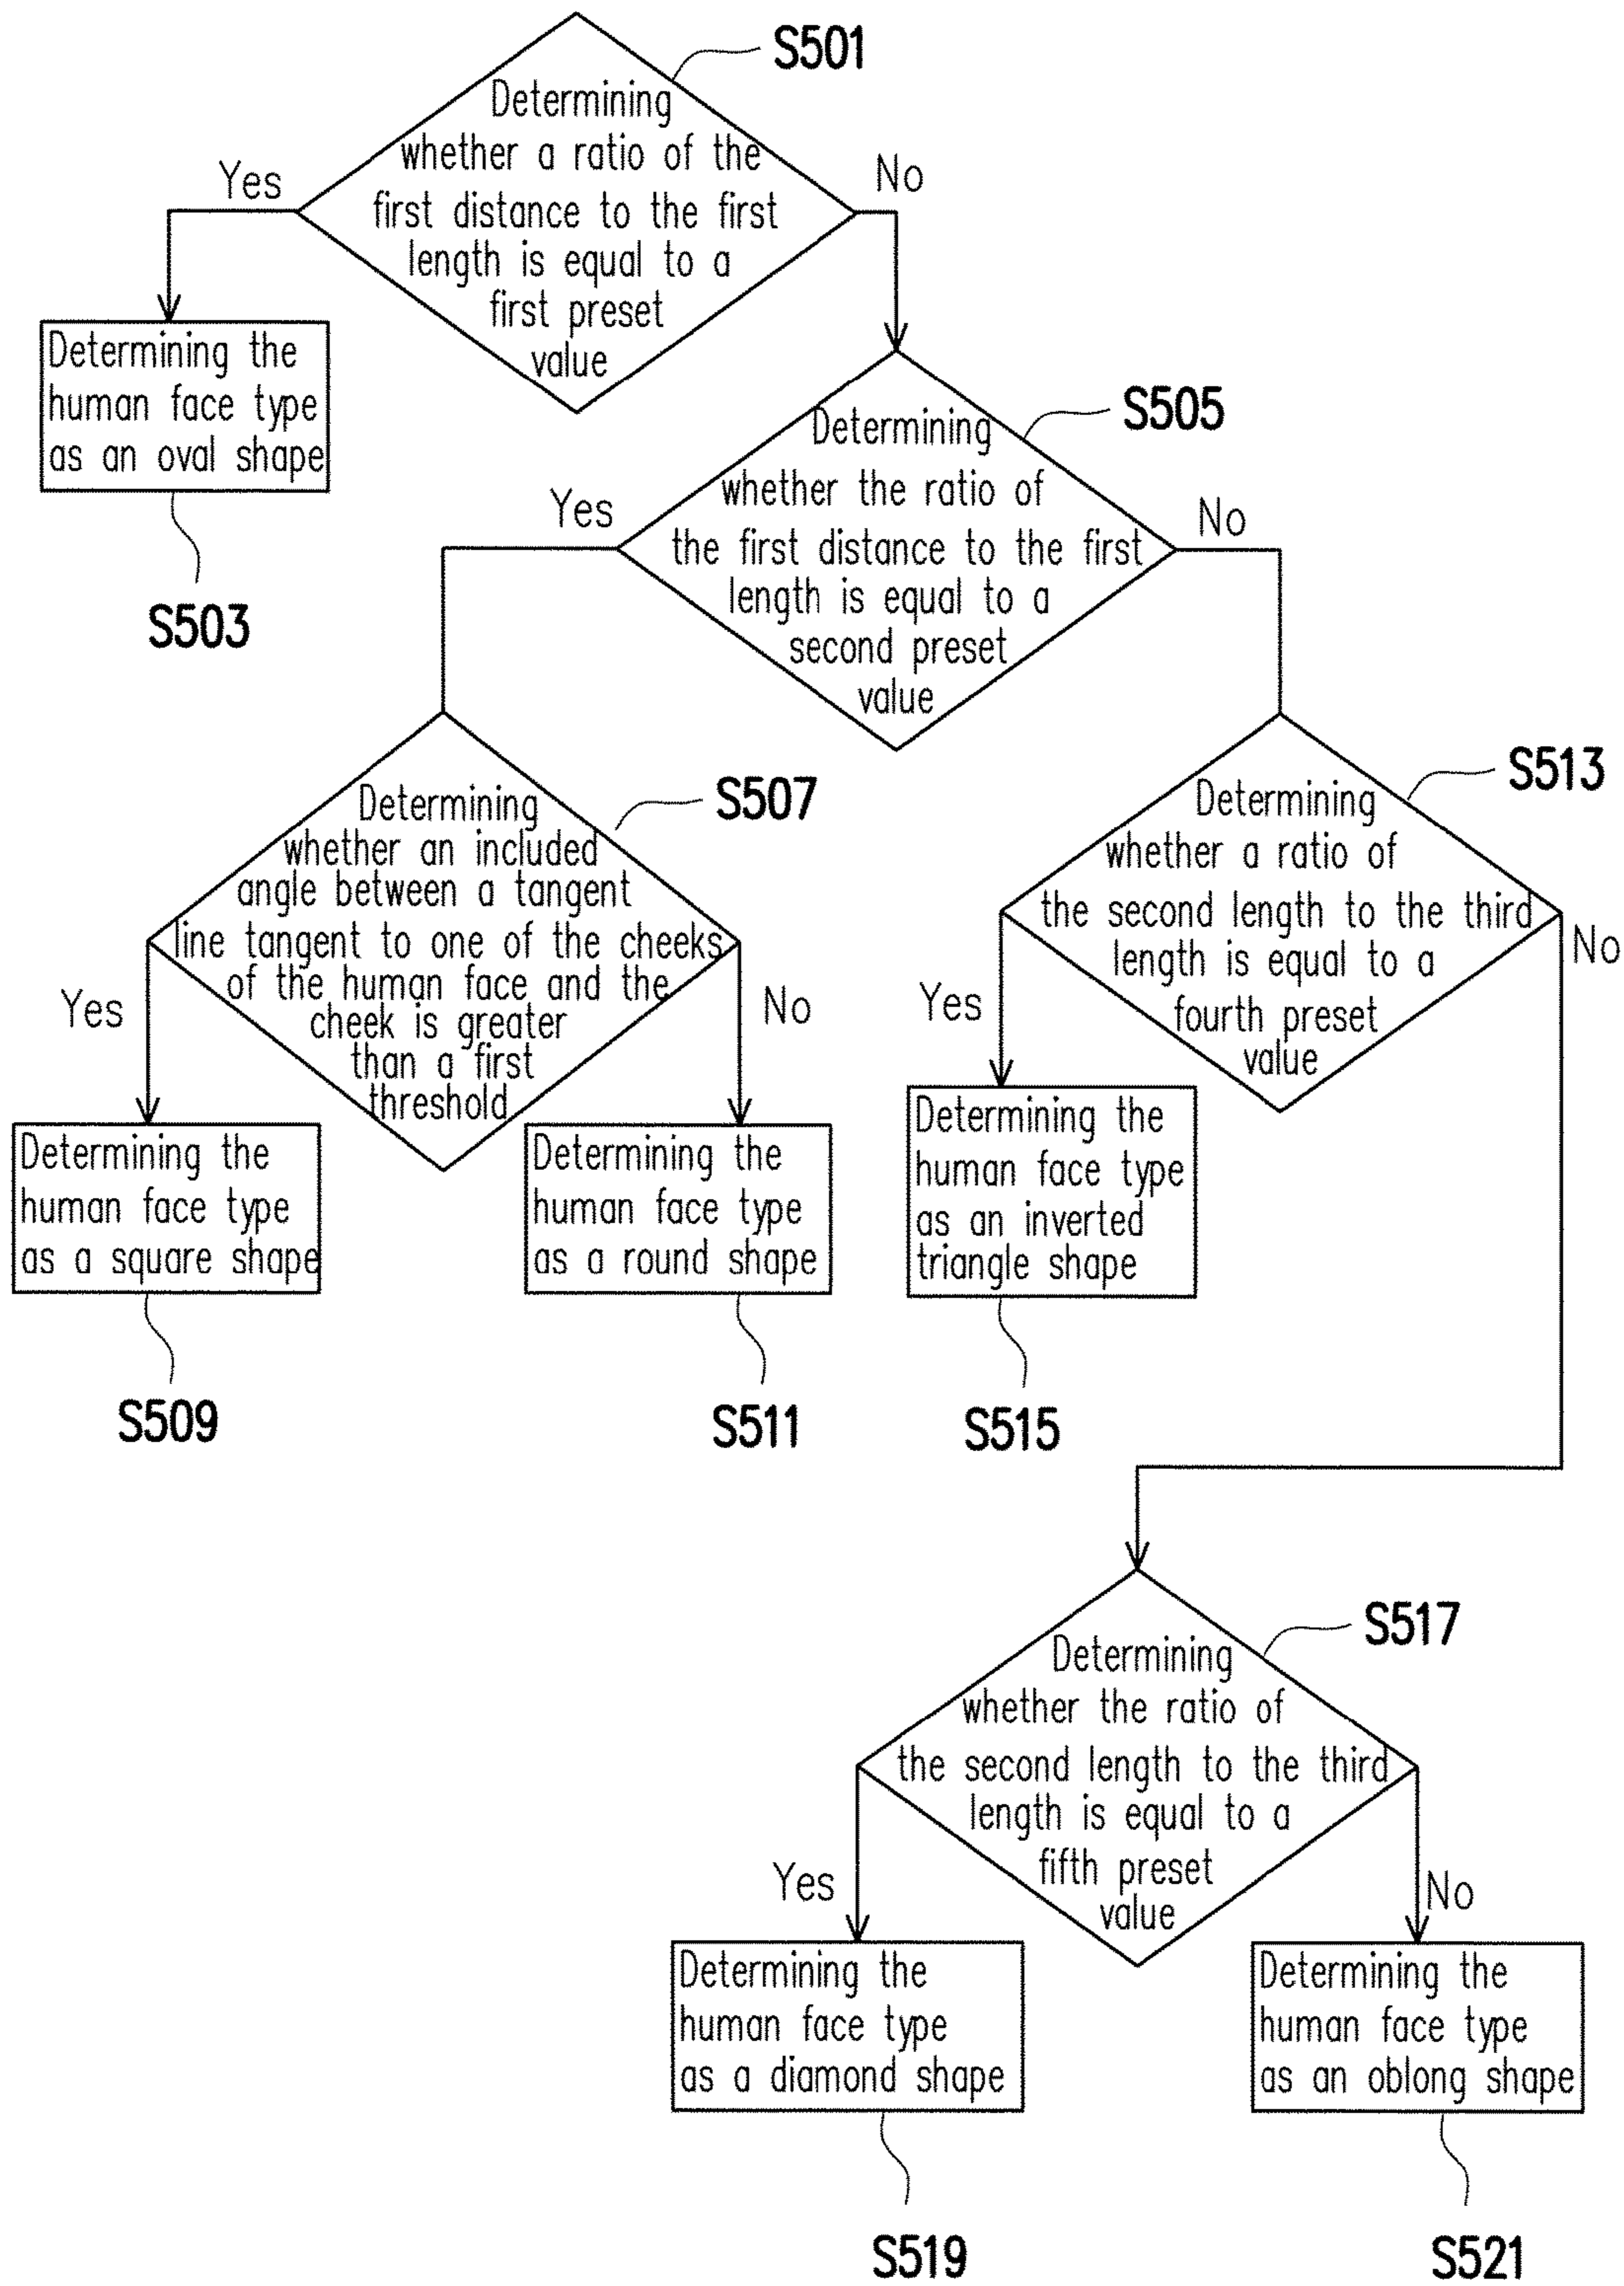 S501
Determining
whether a ratio of the
first distance to the first
length is equal to a
first preset
value
Yes
No
Determining the
human face type
as an oval shape
S503
S505
Determining
whether the ratio of
the first distance to the first
length is equal to a
second preset
value
Yes
No
S507
Determining
whether an included
angle between a tangent
line tangent to one of the cheeks
of the human face and the
cheek is greater
than a first
threshold
Yes
No
Determining the
human face type
as a square shape
S509
Determining the
human face type
as a round shape
S511
S513
Determining
whether a ratio of
the second length to the third
length is equal to a
fourth preset
value
Yes
No
Determining the
human face type
as an inverted
triangle shape
S515
S517
Determining
whether the ratio of
the second length to the third
length is equal to a
fifth preset
value
Yes
No
Determining the
human face type
as a diamond shape
S519
Determining the
human face type
as an oblong shape
S521